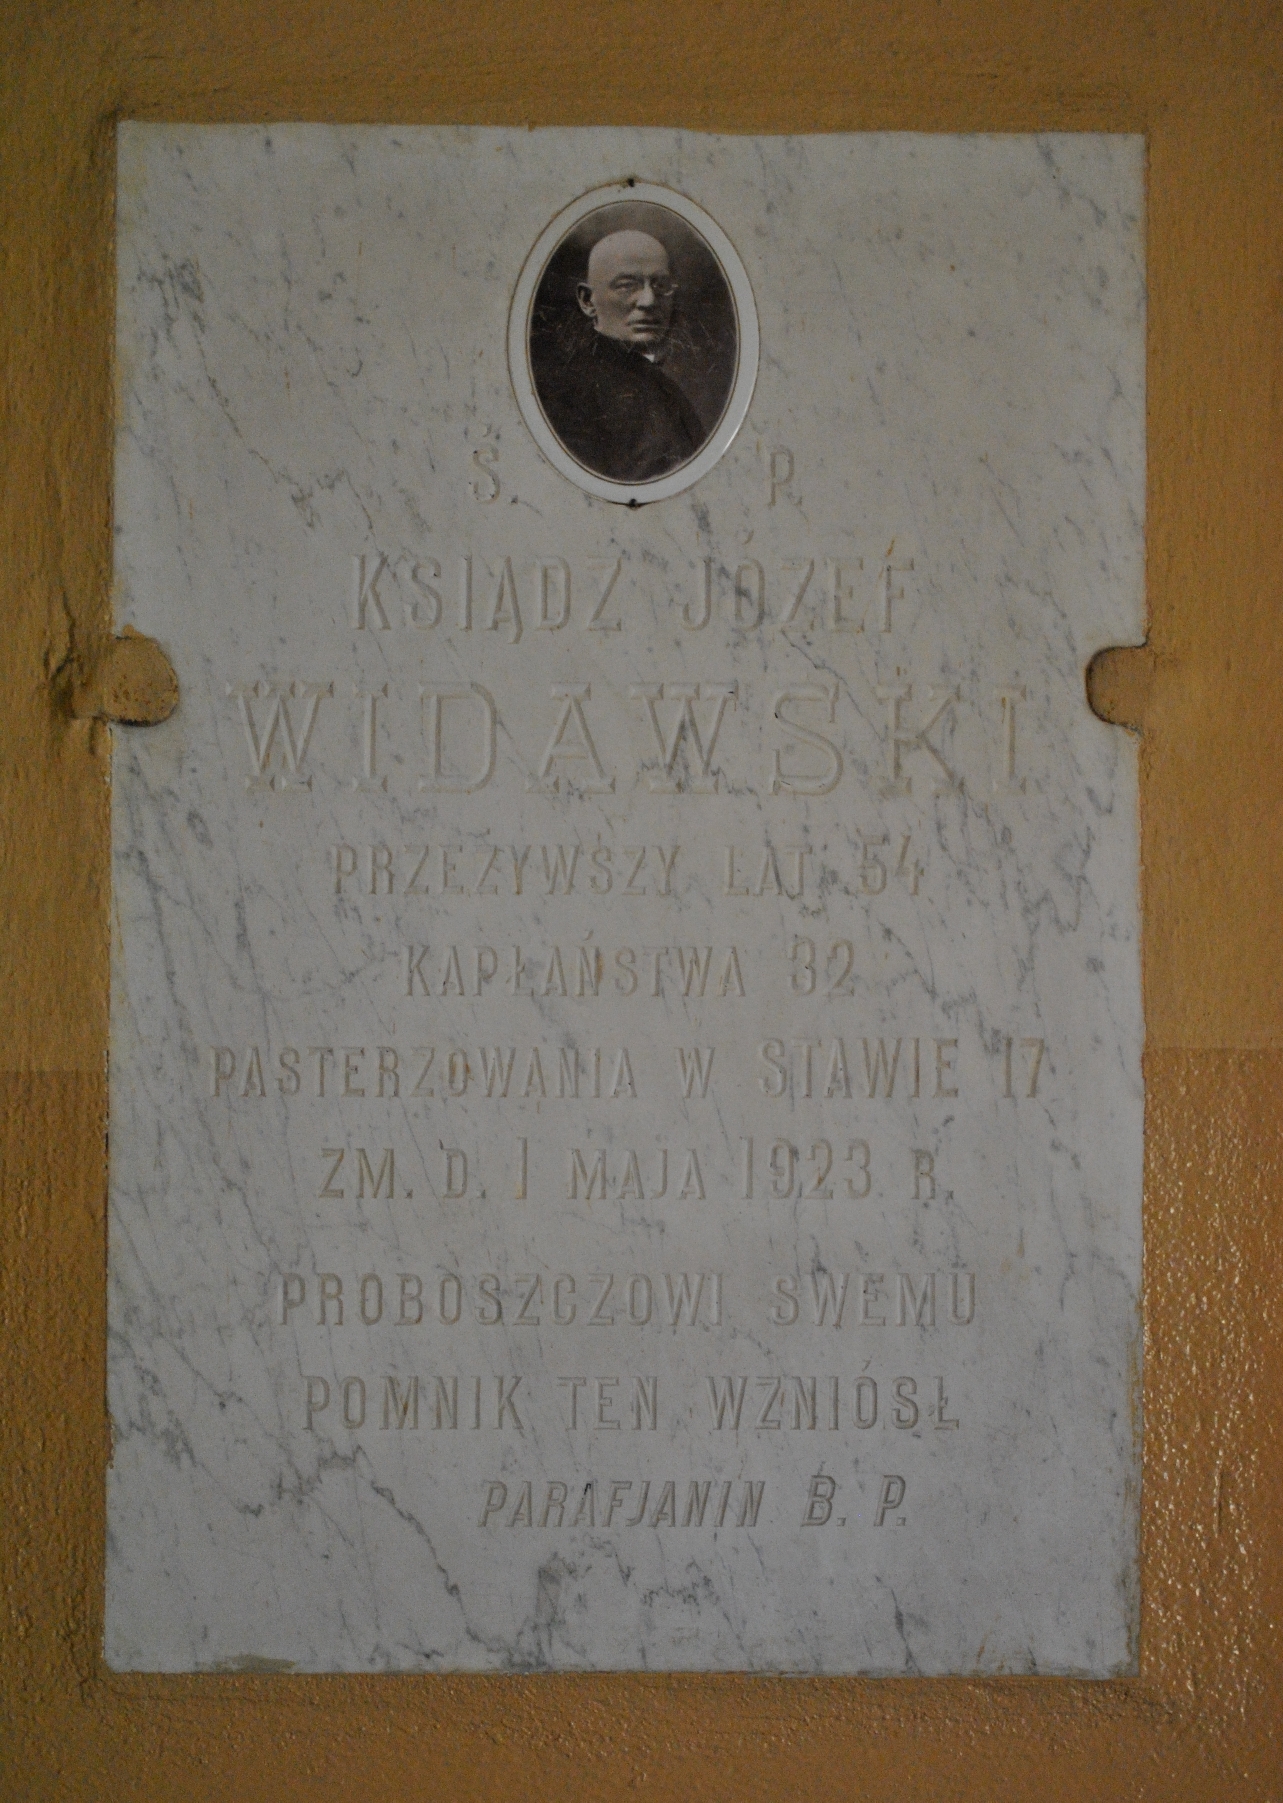 Ś. P.
KSIĄDZ JÓZEF
WIDAWSKI
PRZEŻYWSZY LAT 54
KAPŁAŃSTWA 32
PASTERZOWANIA W STAWIE 17
ZM. D. 1 MAJA 1923 R.
PROBOSZCZOWI SWEMU
POMNIK TEN WZNIÓSŁ
PARAFJANIN B. P.